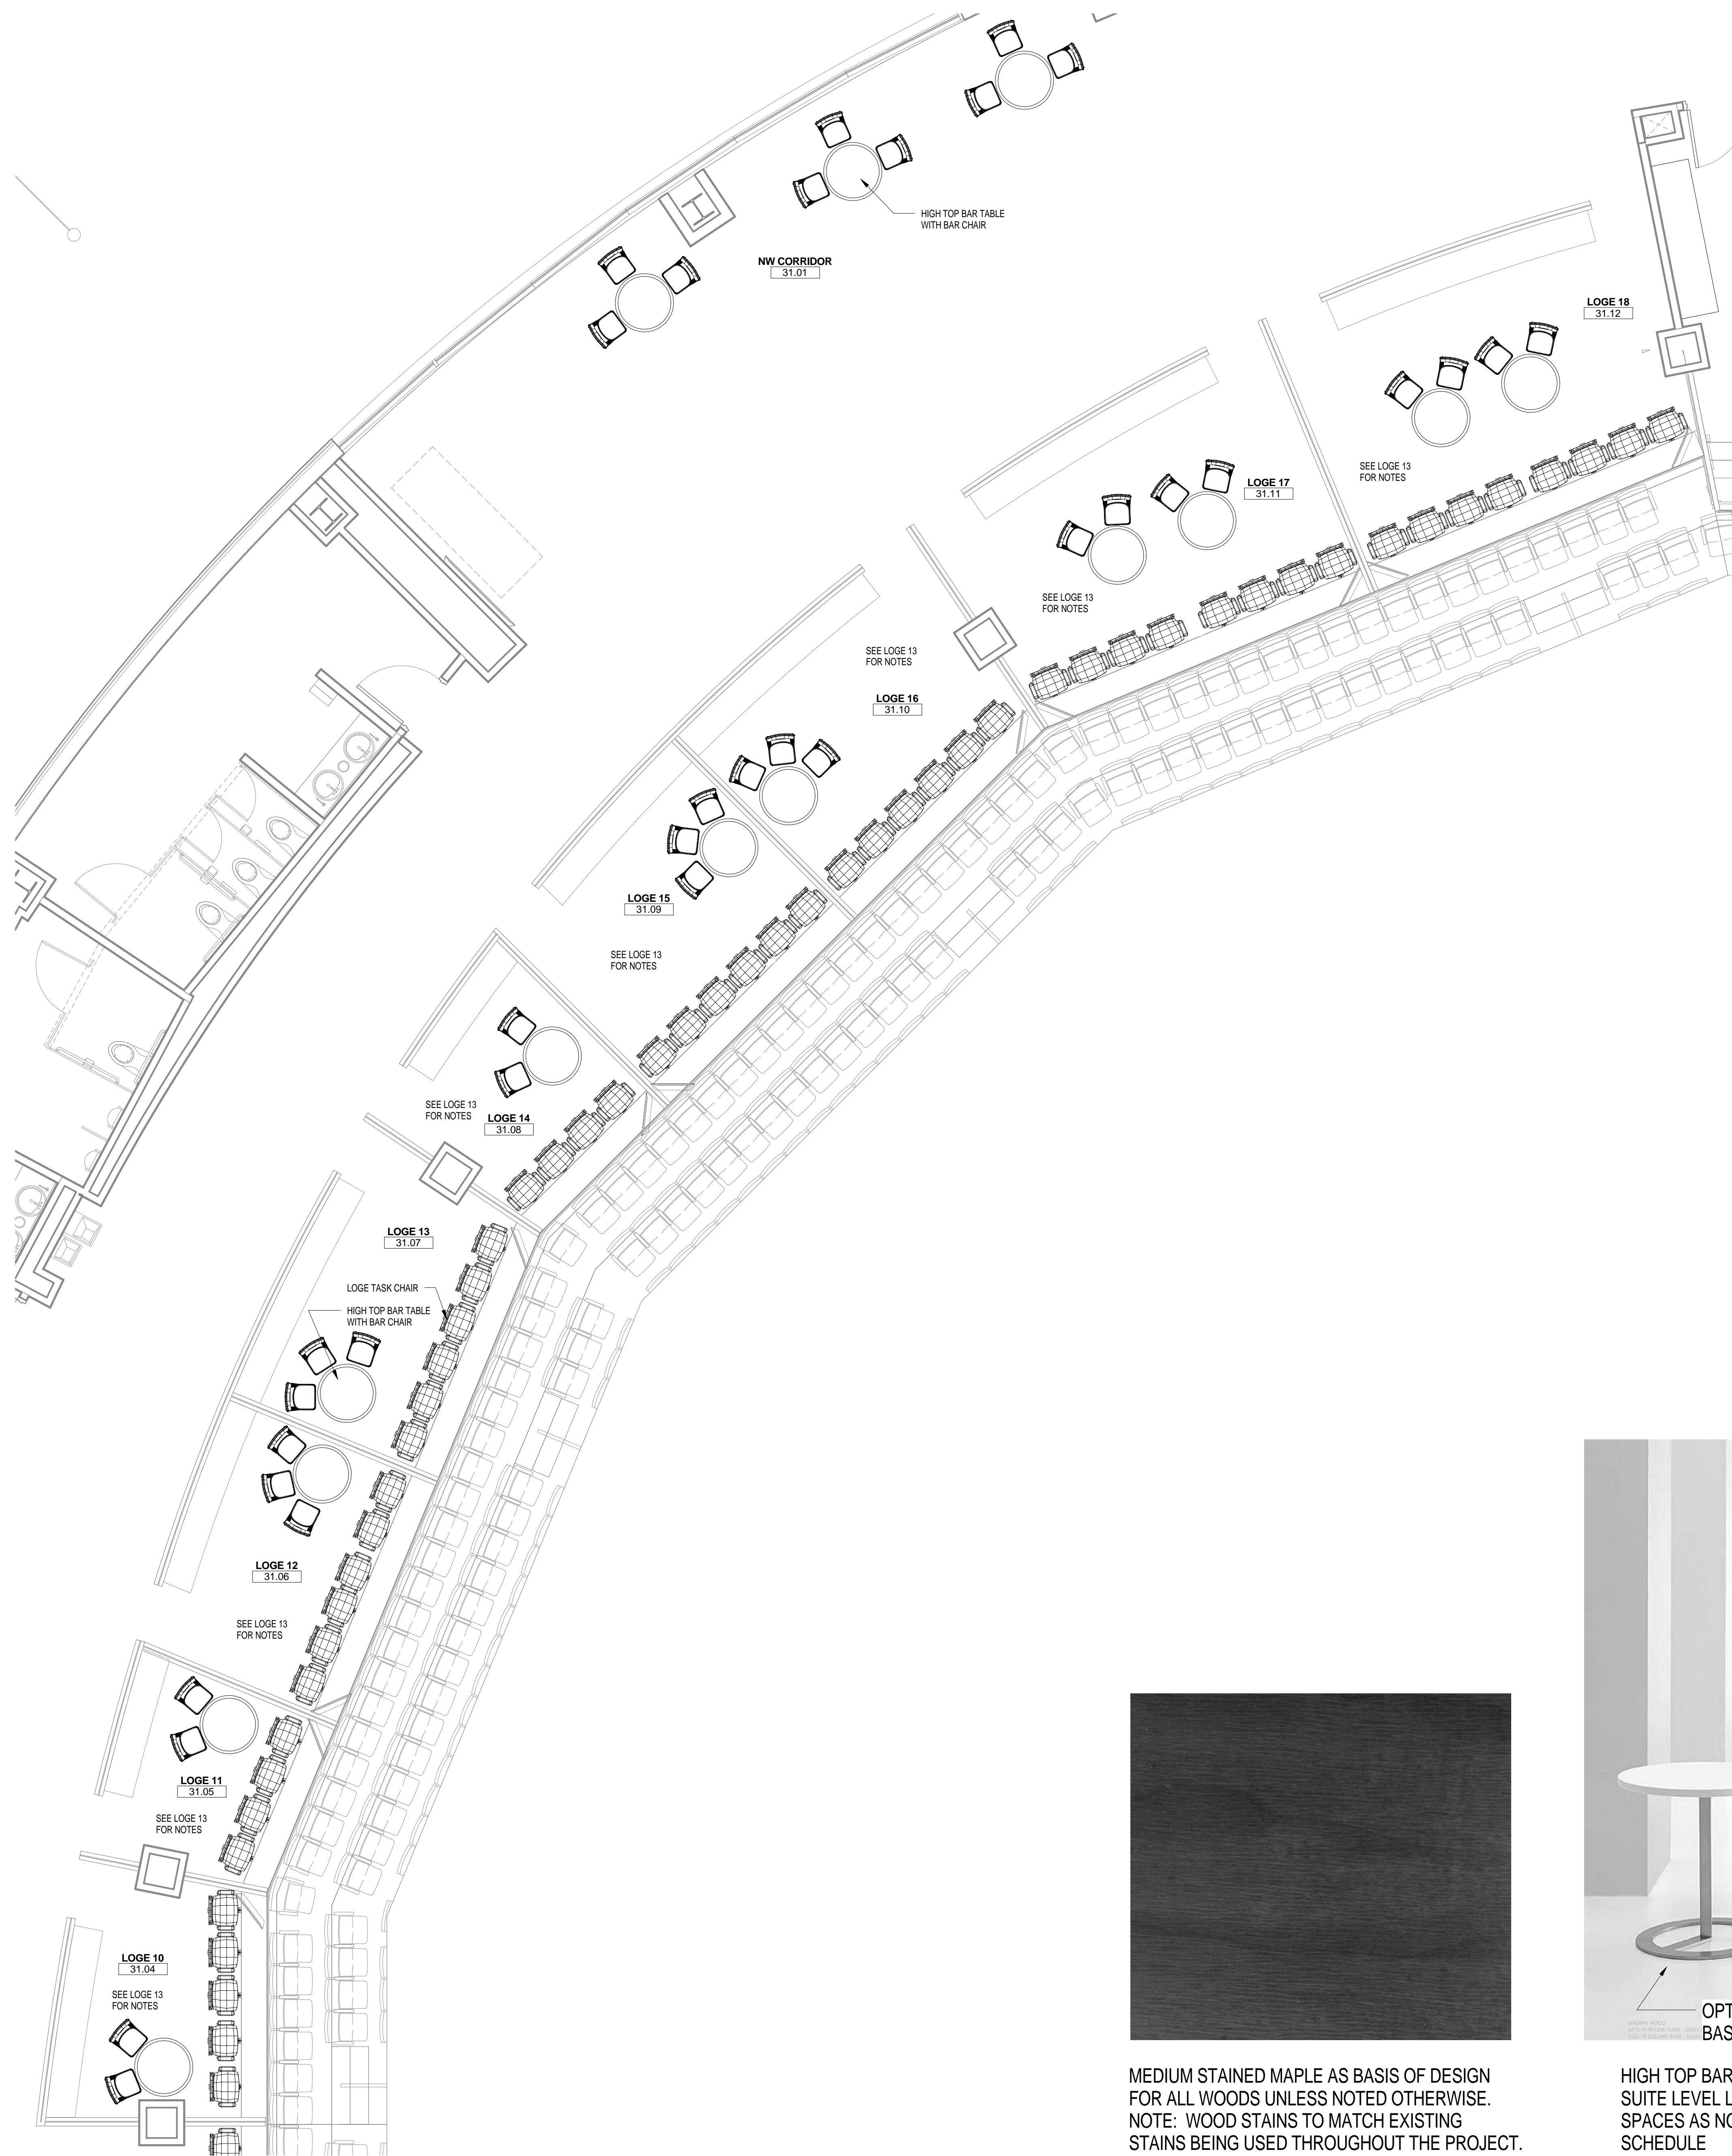 HIGH TOP BAR TABLE
WITH BAR CHAIR
NW CORRIDOR
31.01
LOGE 18
31.12
SEE LOGE 13
FOR NOTES
LOGE 17
31.11
SEE LOGE 13
FOR NOTES
SEE LOGE 13
FOR NOTES
LOGE 16
31.10
LOGE 15
31.09
SEE LOGE 13
FOR NOTES
SEE LOGE 13
FOR NOTES
LOGE 14
31.08
LOGE 13
31.07
LOGE TASK CHAIR
HIGH TOP BAR TABLE
WITH BAR CHAIR
LOGE 12
31.06
SEE LOGE 13
FOR NOTES
LOGE 11
31.05
SEE LOGE 13
FOR NOTES
LOGE 10
31.04
SEE LOGE 13
FOR NOTES
MEDIUM STAINED MAPLE AS BASIS OF DESIGN
FOR ALL WOODS UNLESS NOTED OTHERWISE.
NOTE: WOOD STAINS TO MATCH EXISTING
STAINS BEING USED THROUGHOUT THE PROJECT.
OPT
BAS
HIGH TOP BAR
SUITE LEVEL L
SPACES AS NO
SCHEDULE